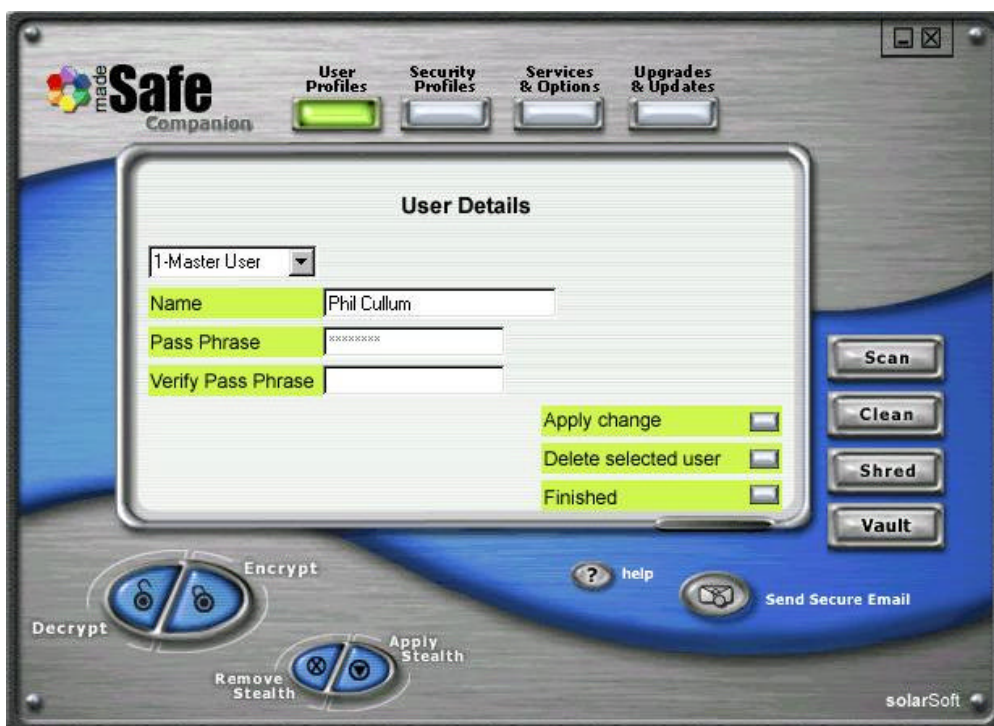 made Safe
Companion
User Profiles
Security Profiles
Services & Options
Upgrades & Updates
User Details
1-Master User
Name
Phil Cullum
Pass Phrase
xxxxxxxx
Verify Pass Phrase
Apply change
Delete selected user
Finished
Scan
Clean
Shred
Vault
Encrypt
Decrypt
? help
Send Secure Email
Apply
Stealth
Remove
Stealth
solarSoft